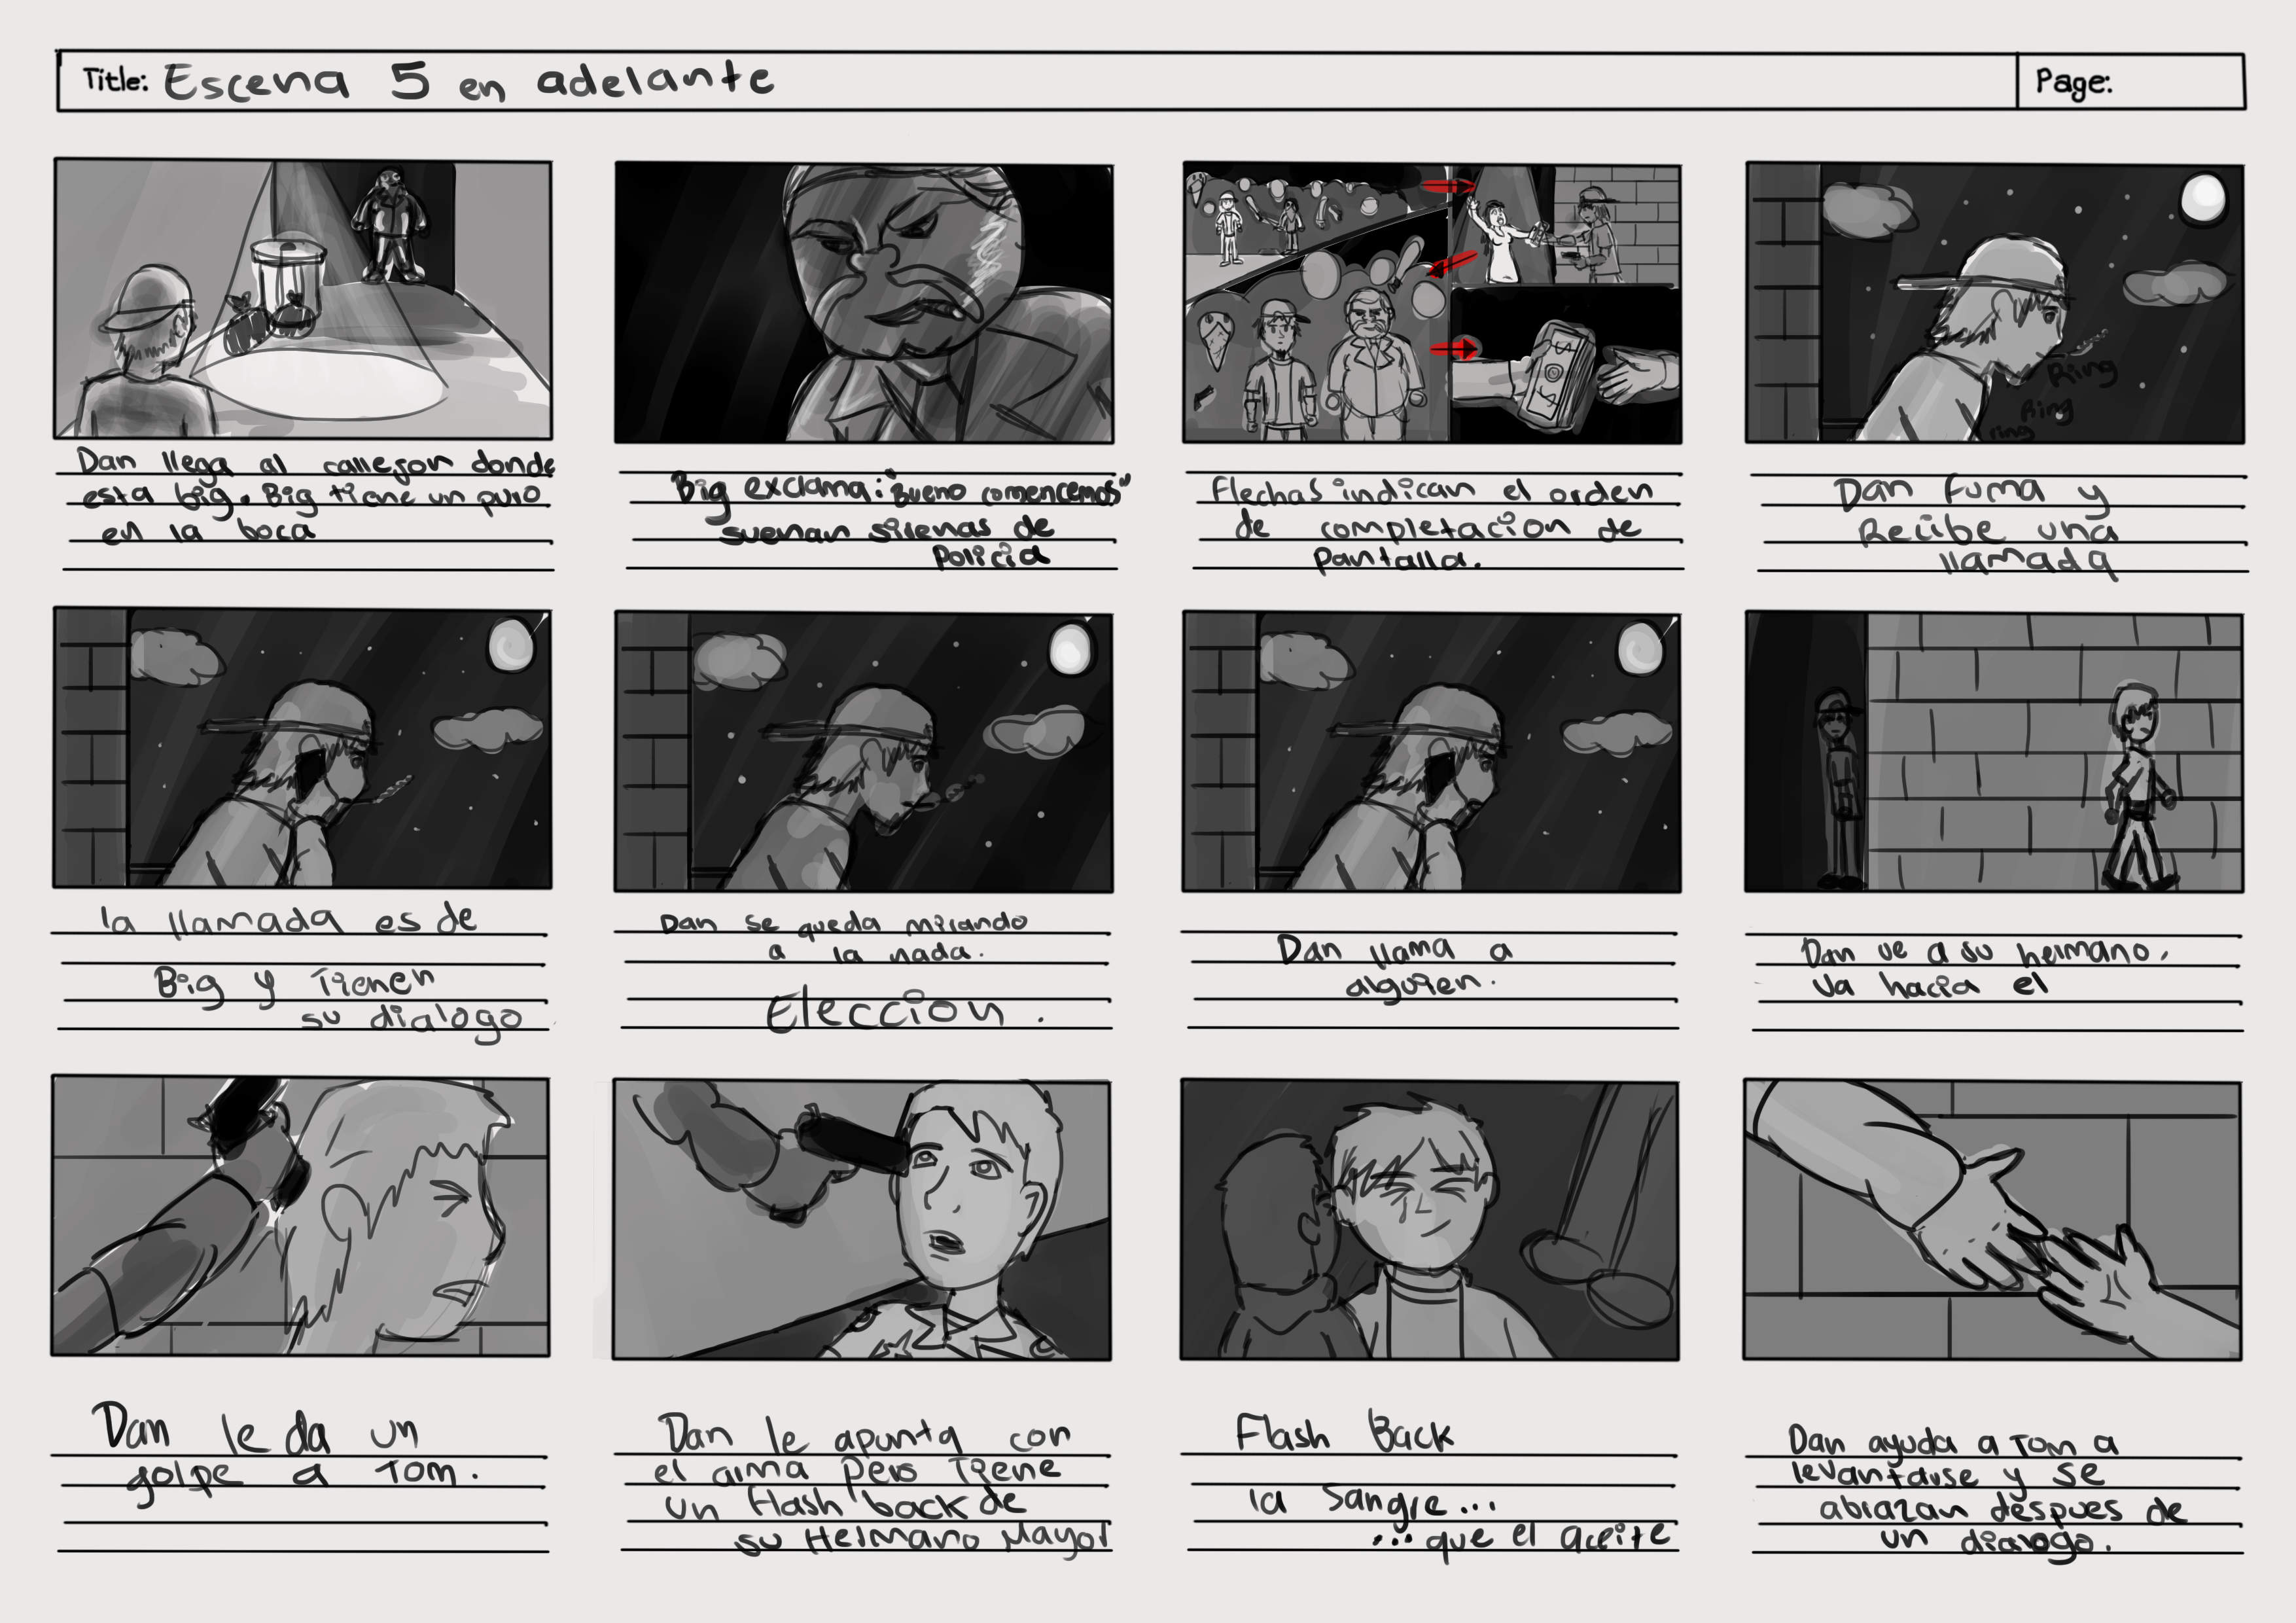 Title: Escena 5 en adelante
Page:
Dan llega al callejon donde
esta big. Big tiene un puro
en la boca
Big exclama: "Bueno comencemos"
suenan sirenas de
Policia
Flechas indican el orden
de completacion de
Pantalla.
Ring
Ring
ring
Dan Fuma y
Recibe una
llamada
la llamada es de
Big y Tienen
su dialogo
Dan se queda mirando
a la nada.
Eleccion.
Dan llama a
alguien.
Dan ve a su hermano.
Va hacia el
Dan le da un
golpe a Tom.
Dan le apunta con
el arma Pero Tiene
un Flash back de
su Hermano Mayor
Flash Back
la Sangre...
...que el aceite
Dan ayuda a Tom a
levantarse y se
abrazan despues de
un dialogo.